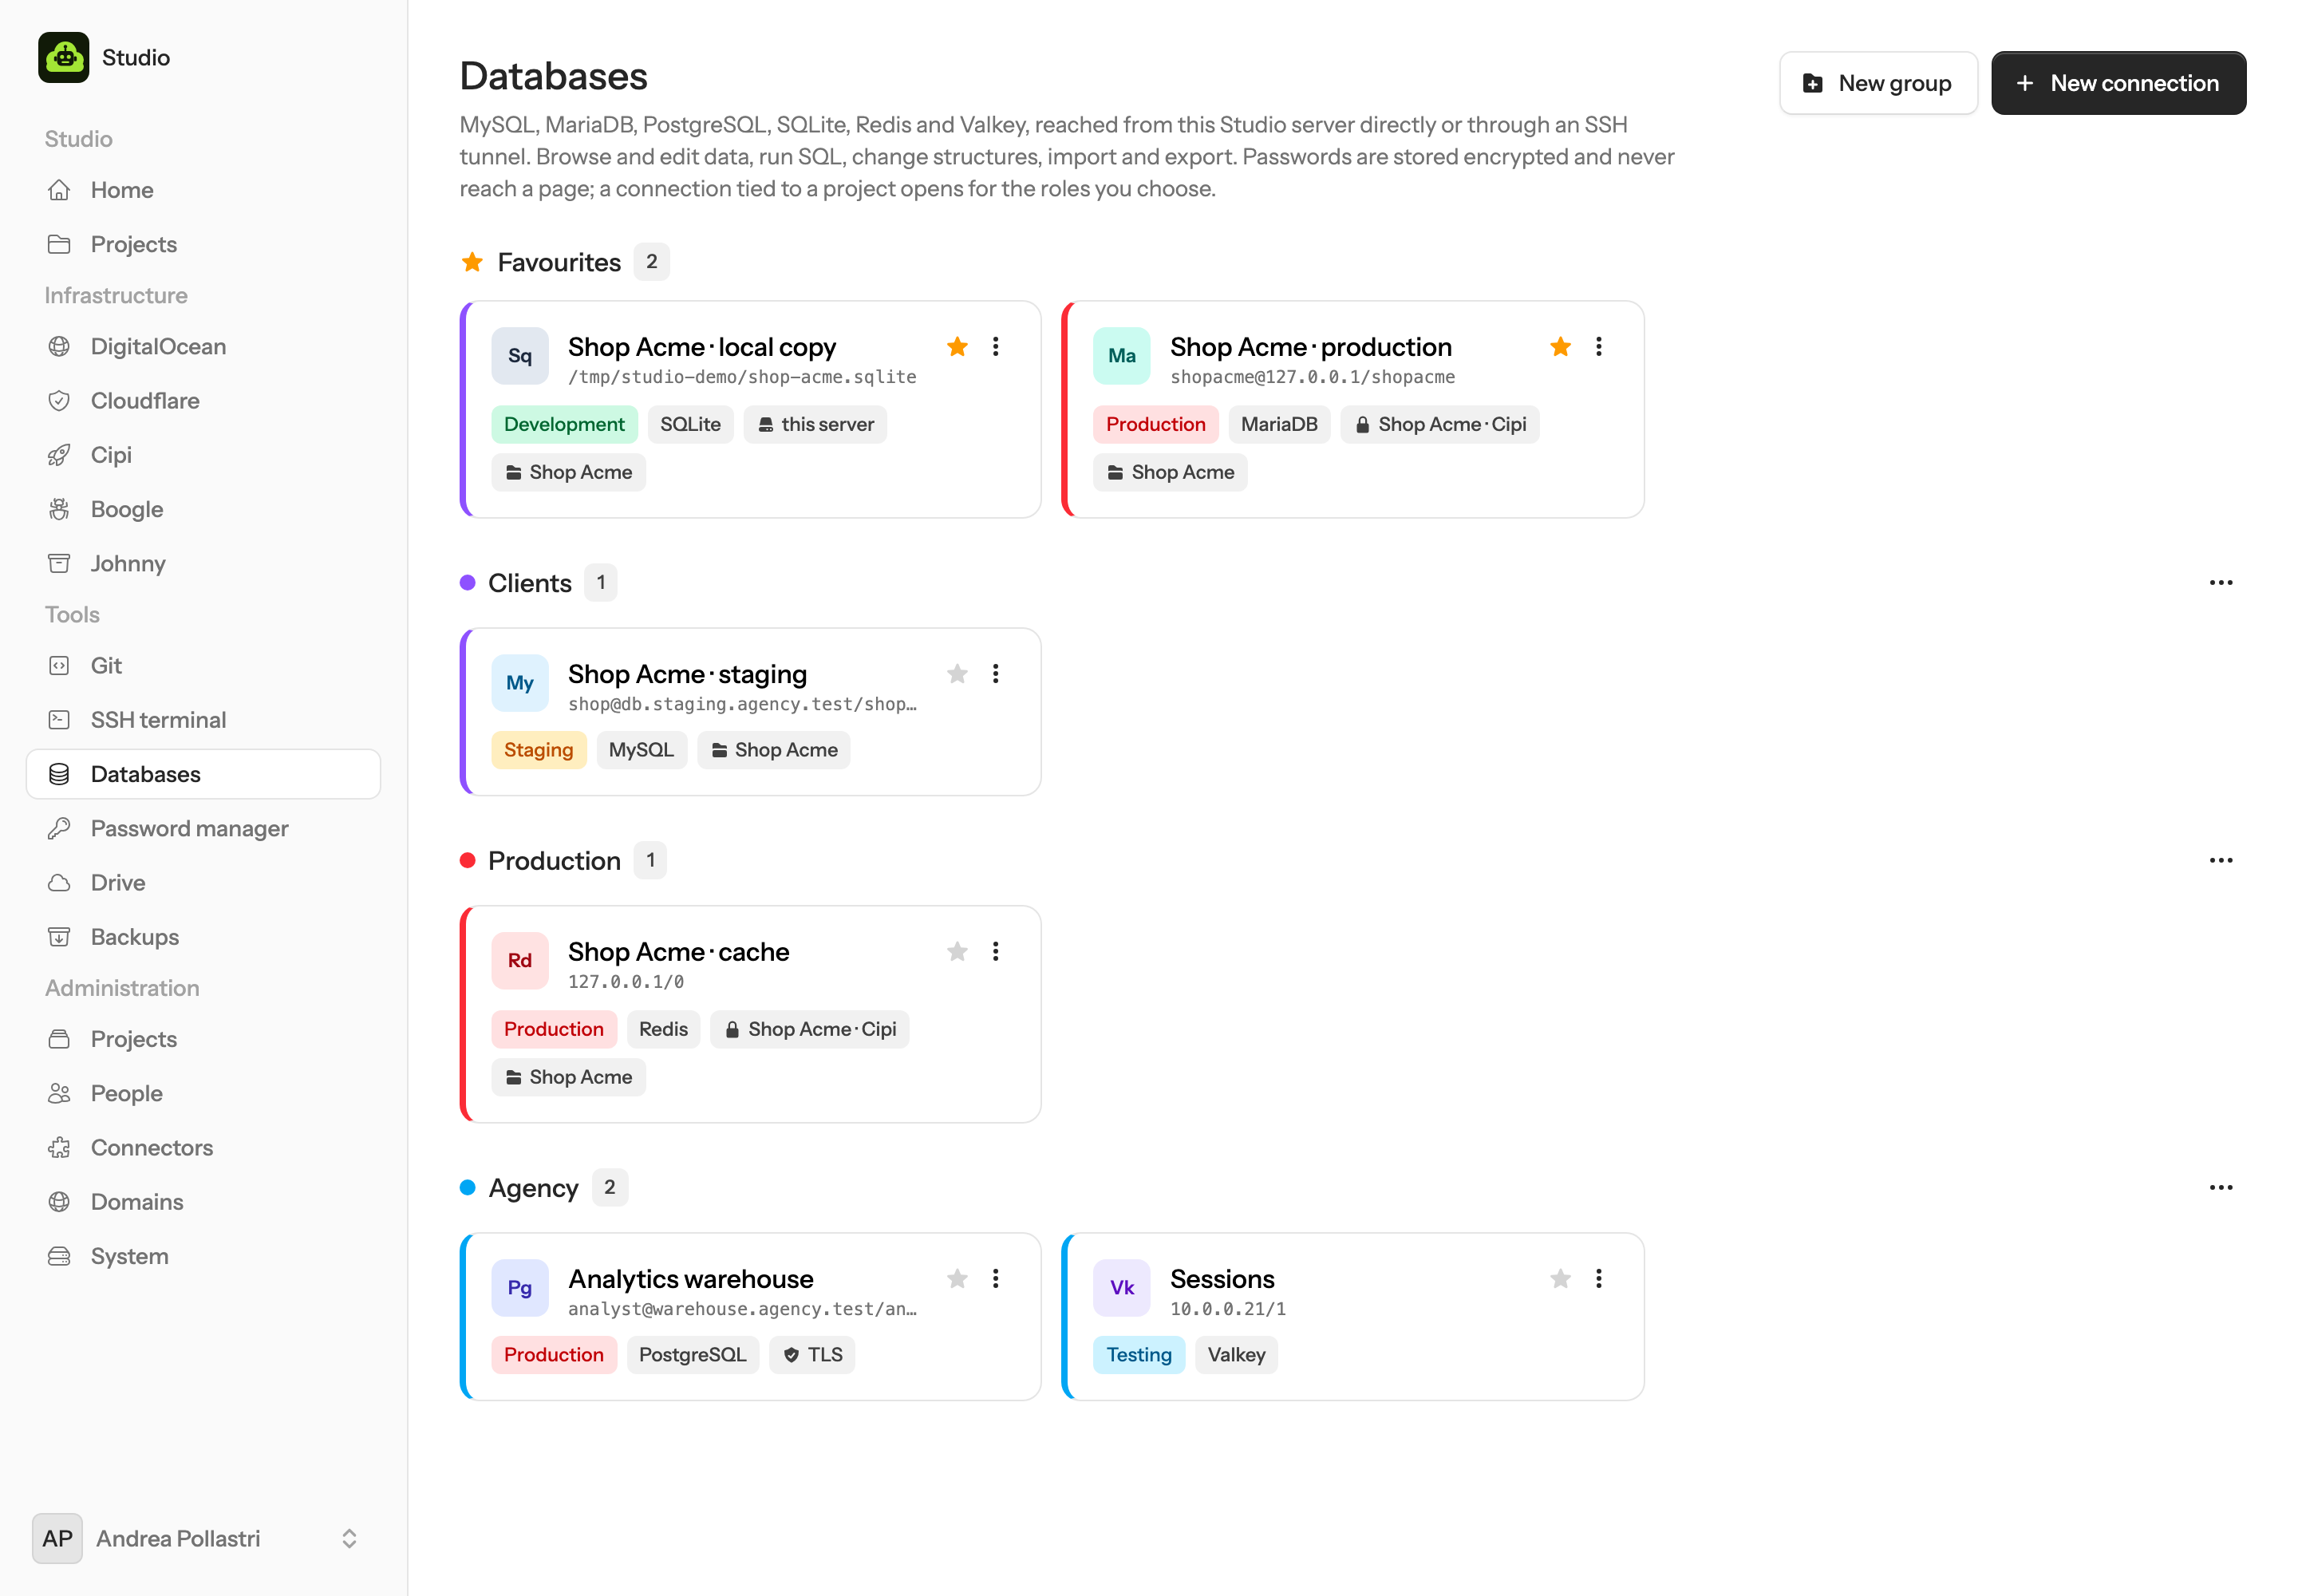 Studio
Studio
Home
Projects
Infrastructure
DigitalOcean
Cloudflare
Cipi
Boogle
Johnny
Tools
Git
SSH terminal
Databases
Password manager
Drive
Backups
Administration
Projects
People
Connectors
Domains
System
AP Andrea Pollastri
Databases
MySQL, MariaDB, PostgreSQL, SQLite, Redis and Valkey, reached from this Studio server directly or through an SSH
tunnel. Browse and edit data, run SQL, change structures, import and export. Passwords are stored encrypted and never
reach a page; a connection tied to a project opens for the roles you choose.
New group
+ New connection
Favourites 2
Sq Shop Acme · local copy
/tmp/studio-demo/shop-acme.sqlite
Development SQLite this server
Shop Acme
Ma Shop Acme · production
shopacme@127.0.0.1/shopacme
Production MariaDB Shop Acme · Cipi
Shop Acme
Clients 1
My Shop Acme · staging
shop@db.staging.agency.test/shop…
Staging MySQL Shop Acme
Production 1
Rd Shop Acme · cache
127.0.0.1/0
Production Redis Shop Acme · Cipi
Shop Acme
Agency 2
Pg Analytics warehouse
analyst@warehouse.agency.test/an…
Production PostgreSQL TLS
Vk Sessions
10.0.0.21/1
Testing Valkey